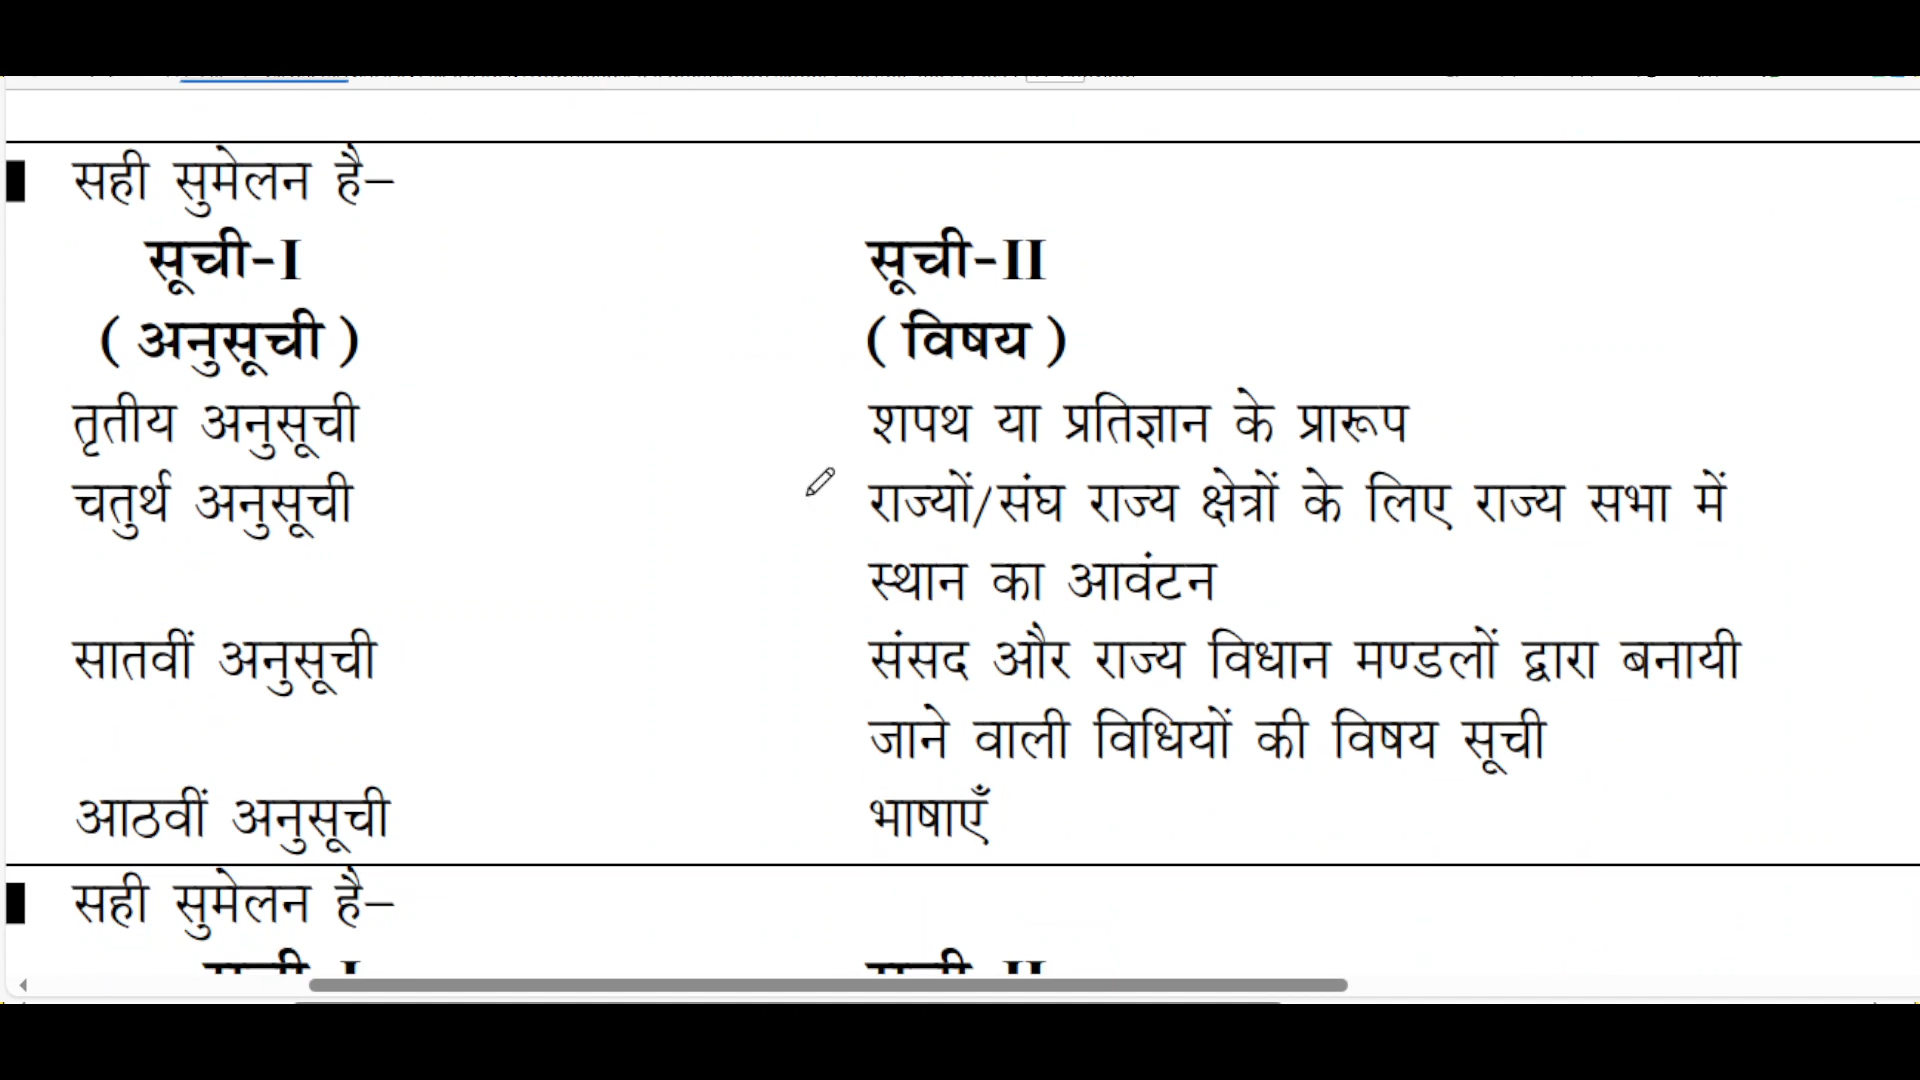 सही सुमेलन है–
सूची-I सूची-II
( अनुसूची ) ( विषय )
तृतीय अनुसूची शपथ या प्रतिज्ञान के प्रारूप
चतुर्थ अनुसूची राज्यों/संघ राज्य क्षेत्रों के लिए राज्य सभा में
स्थान का आवंटन
सातवीं अनुसूची संसद और राज्य विधान मण्डलों द्वारा बनायी
जाने वाली विधियों की विषय सूची
आठवीं अनुसूची भाषाएँ
सही सुमेलन है–